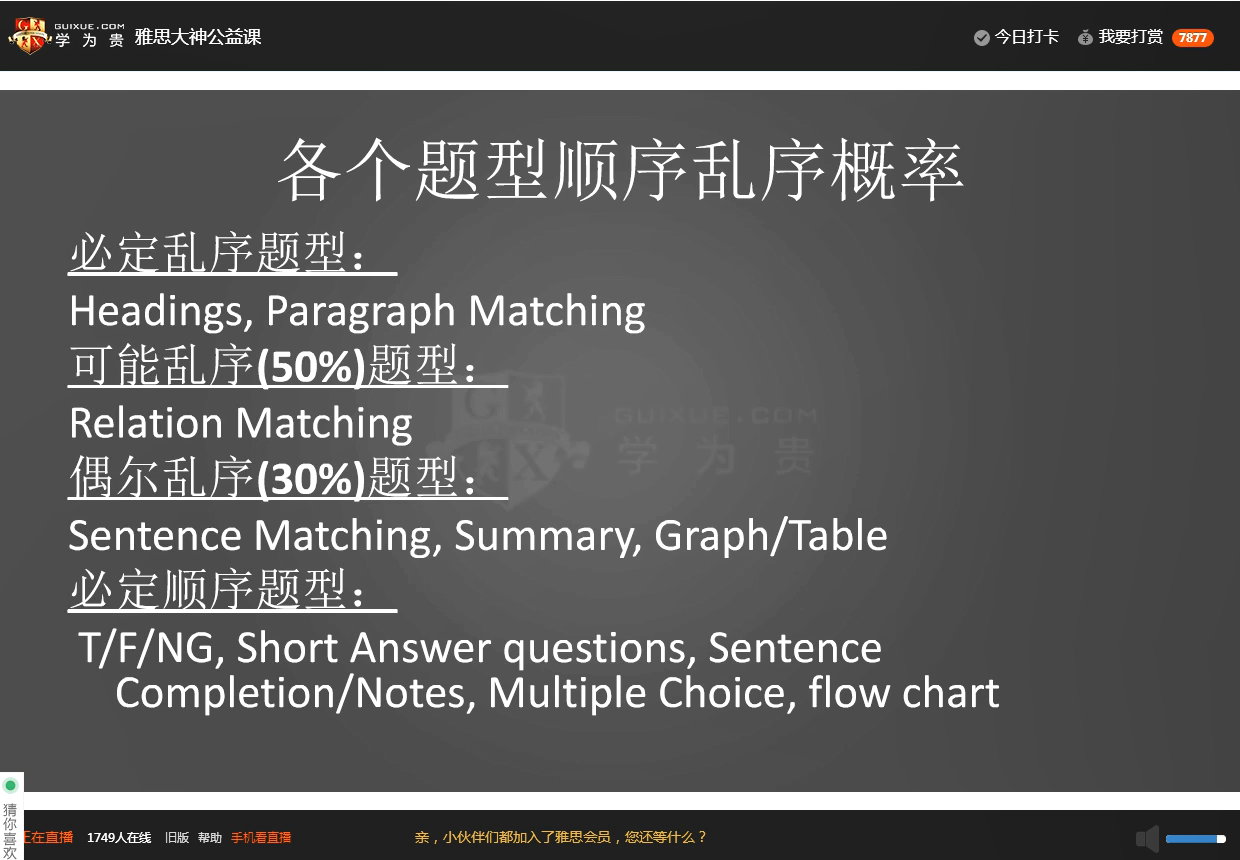 GUIXUE.COM
学为贵
雅思大神公益课
今日打卡 我要打赏 7877
各个题型顺序乱序概率
必定乱序题型：
Headings, Paragraph Matching
可能乱序(50%)题型：
Relation Matching
偶尔乱序(30%)题型：
Sentence Matching, Summary, Graph/Table
必定顺序题型：
T/F/NG, Short Answer questions, Sentence
Completion/Notes, Multiple Choice, flow chart
GUIXUE.COM
学为贵
猜你喜欢
正在直播 1749人在线 旧版 帮助 手机看直播 亲，小伙伴们都加入了雅思会员，您还等什么？